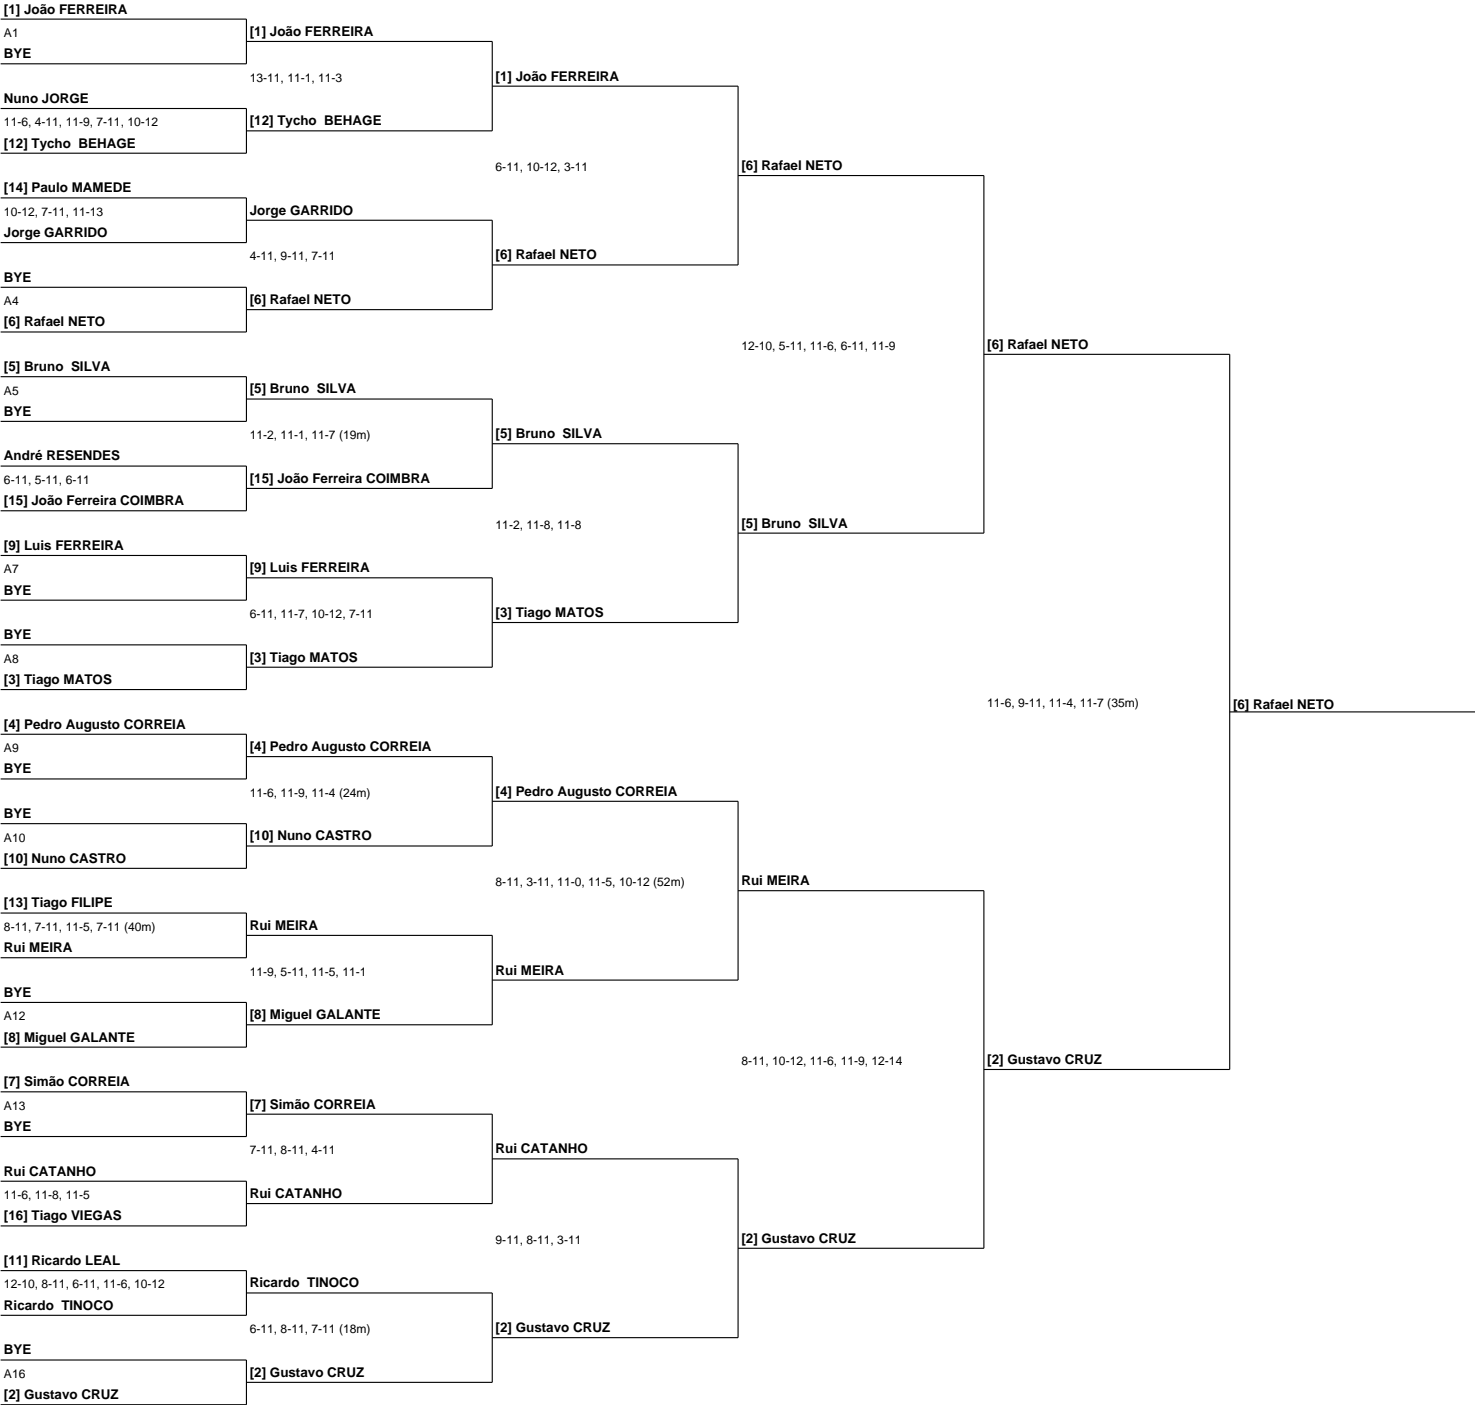 [1] João FERREIRA
A1
BYE
Nuno JORGE
11-6, 4-11, 11-9, 7-11, 10-12
[12] Tycho  BEHAGE
[14] Paulo MAMEDE
10-12, 7-11, 11-13
Jorge GARRIDO
BYE
A4
[6] Rafael NETO
[5] Bruno  SILVA
A5
BYE
André RESENDES
6-11, 5-11, 6-11
[15] João Ferreira COIMBRA
[9] Luis FERREIRA
A7
BYE
BYE
A8
[3] Tiago MATOS
[4] Pedro Augusto CORREIA
A9
BYE
BYE
A10
[10] Nuno CASTRO
[13] Tiago FILIPE
8-11, 7-11, 11-5, 7-11 (40m)
Rui MEIRA
BYE
A12
[8] Miguel GALANTE
[7] Simão CORREIA
A13
BYE
Rui CATANHO
11-6, 11-8, 11-5
[16] Tiago VIEGAS
[11] Ricardo LEAL
12-10, 8-11, 6-11, 11-6, 10-12
Ricardo  TINOCO
BYE
A16
[2] Gustavo CRUZ
[1] João FERREIRA
13-11, 11-1, 11-3
[12] Tycho  BEHAGE
Jorge GARRIDO
4-11, 9-11, 7-11
[6] Rafael NETO
[5] Bruno  SILVA
11-2, 11-1, 11-7 (19m)
[15] João Ferreira COIMBRA
[9] Luis FERREIRA
6-11, 11-7, 10-12, 7-11
[3] Tiago MATOS
[4] Pedro Augusto CORREIA
11-6, 11-9, 11-4 (24m)
[10] Nuno CASTRO
Rui MEIRA
11-9, 5-11, 11-5, 11-1
[8] Miguel GALANTE
[7] Simão CORREIA
7-11, 8-11, 4-11
Rui CATANHO
Ricardo  TINOCO
6-11, 8-11, 7-11 (18m)
[2] Gustavo CRUZ
[1] João FERREIRA
6-11, 10-12, 3-11
[6] Rafael NETO
[5] Bruno  SILVA
11-2, 11-8, 11-8
[3] Tiago MATOS
[4] Pedro Augusto CORREIA
8-11, 3-11, 11-0, 11-5, 10-12 (52m)
Rui MEIRA
Rui CATANHO
9-11, 8-11, 3-11
[2] Gustavo CRUZ
[6] Rafael NETO
12-10, 5-11, 11-6, 6-11, 11-9
[5] Bruno  SILVA
Rui MEIRA
8-11, 10-12, 11-6, 11-9, 12-14
[2] Gustavo CRUZ
[6] Rafael NETO
11-6, 9-11, 11-4, 11-7 (35m)
[2] Gustavo CRUZ
[6] Rafael NETO